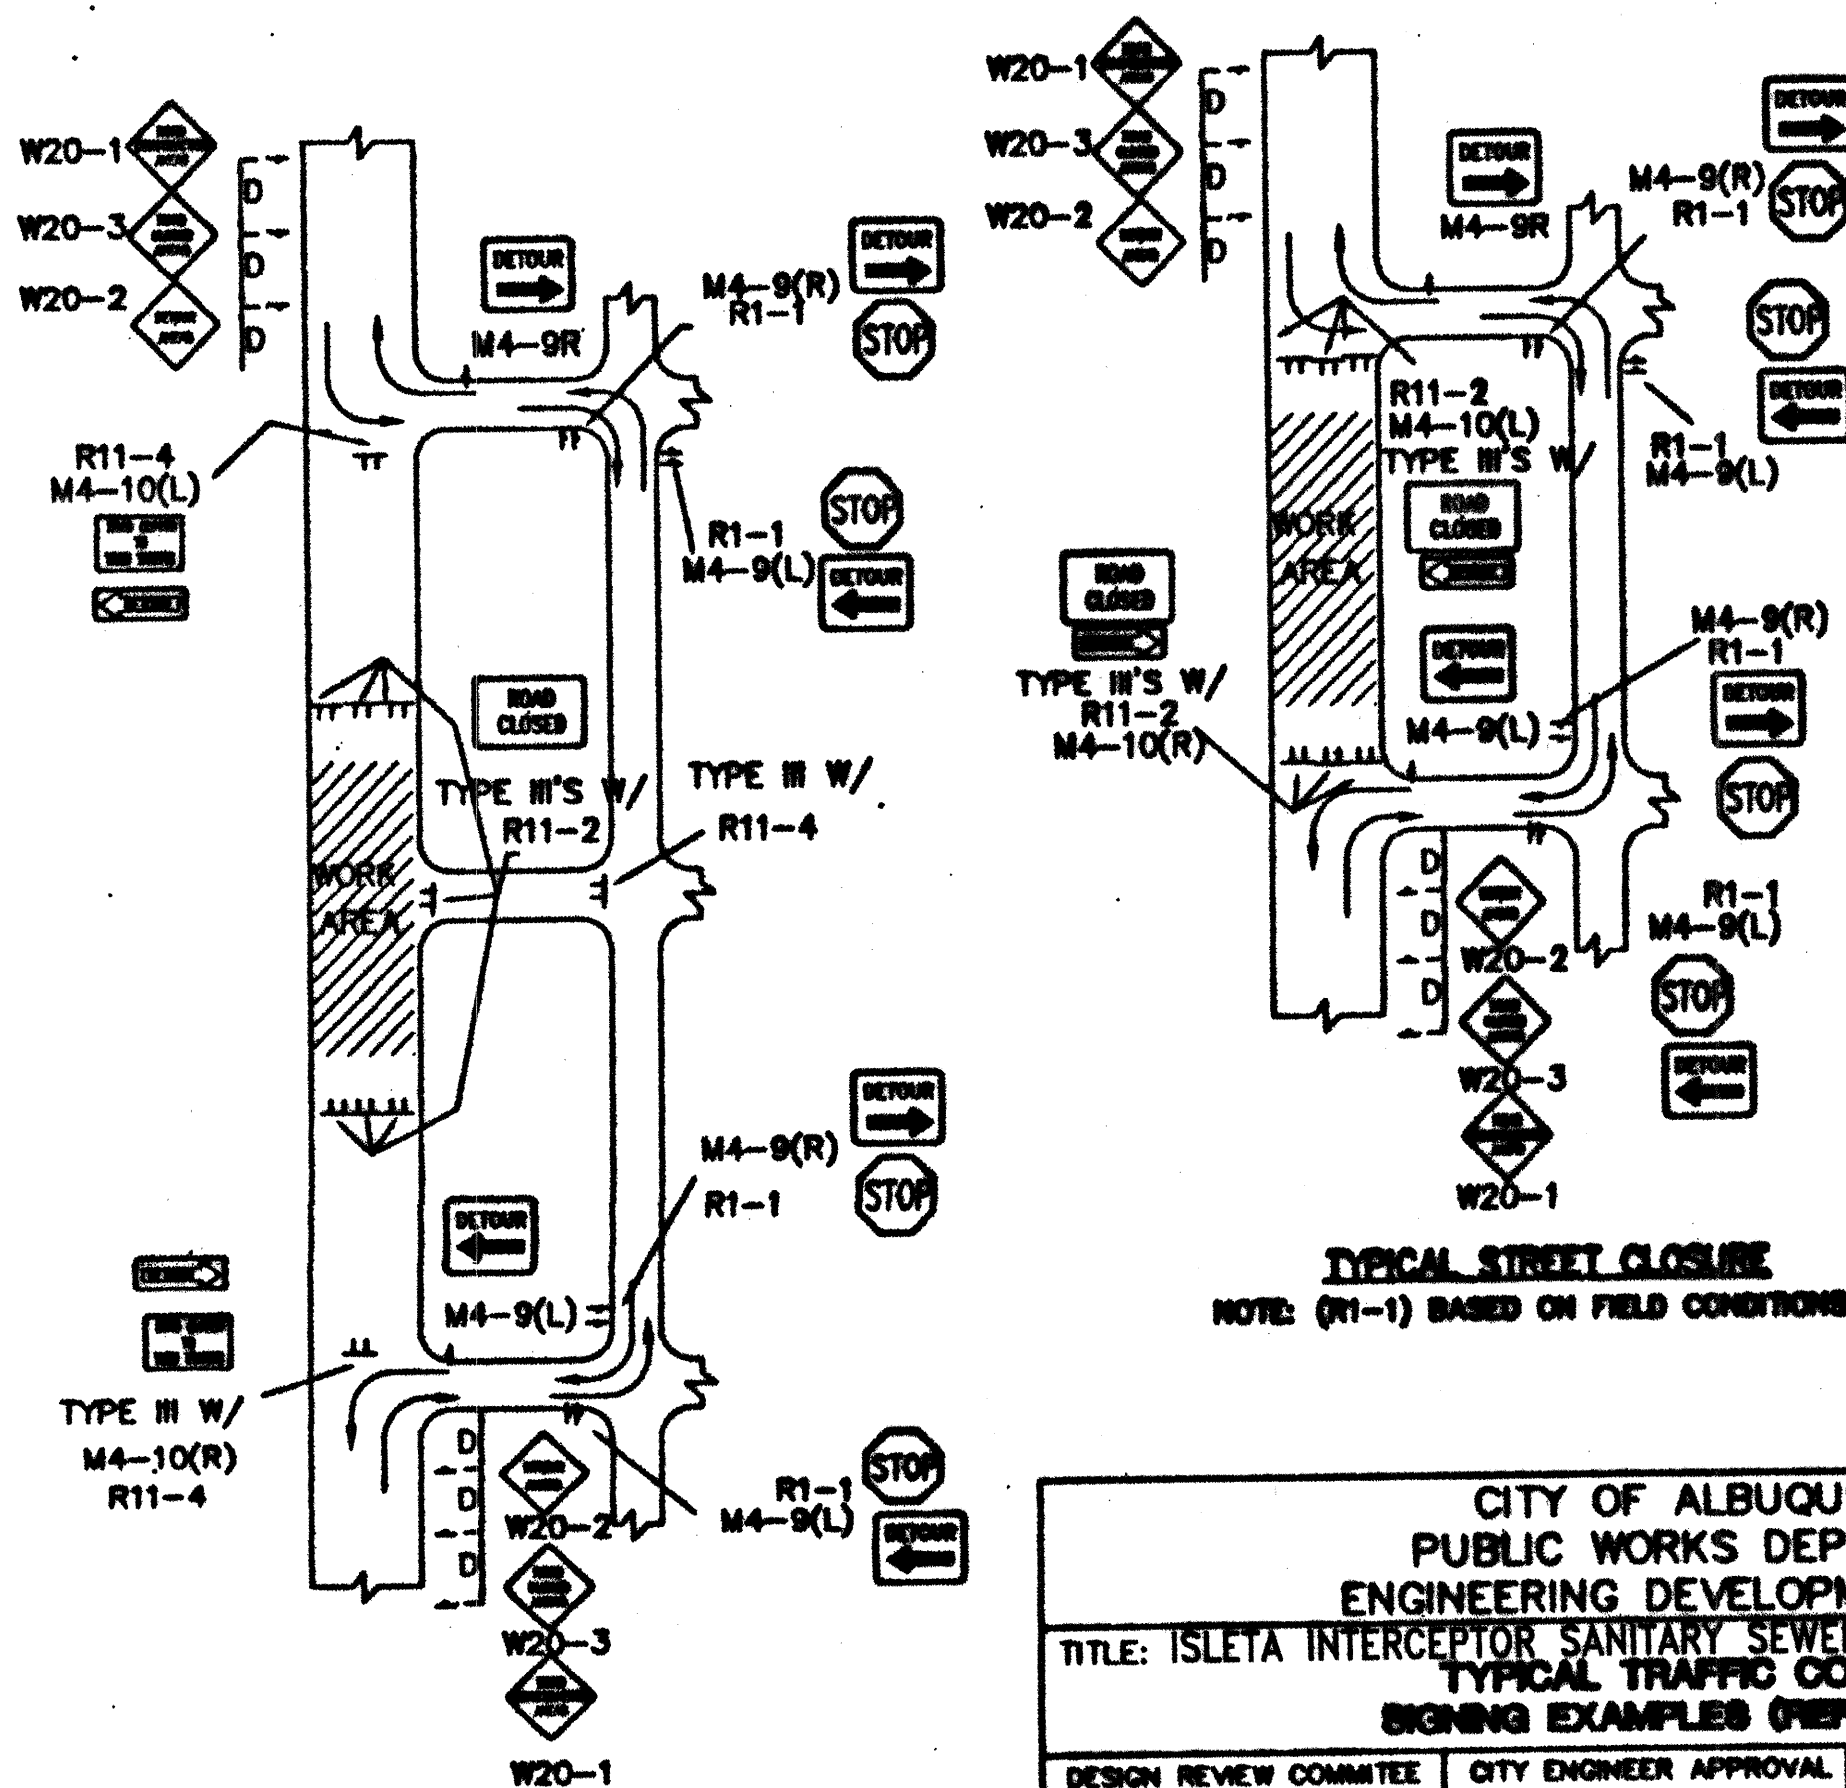 W20-1
W20-3
W20-2
D
D
D
DETOUR
M4-9R
M4-9(R)
R1-1
DETOUR
STOP
R11-4
M4-10(L)
R1-1
M4-9(L)
STOP
DETOUR
ROAD
CLOSED
TYPE III'S W/
R11-2
TYPE III W/
R11-4
WORK
AREA
DETOUR
M4-9(R)
R1-1
STOP
DETOUR
M4-9(L)
TYPE III W/
M4-10(R)
R11-4
D
D
D
W20-2
W20-3
W20-1
R1-1
M4-9(L)
STOP
DETOUR
W20-1
W20-3
W20-2
D
D
D
DETOUR
M4-9R
DETOUR
M4-9(R)
R1-1
STOP
STOP
DETOUR
R1-1
M4-9(L)
R11-2
M4-10(L)
TYPE III'S W/
ROAD
CLOSED
WORK
AREA
ROAD
CLOSED
TYPE III'S W/
R11-2
M4-10(R)
DETOUR
M4-9(L)
M4-9(R)
R1-1
DETOUR
STOP
D
D
D
W20-2
W20-3
W20-1
R1-1
M4-9(L)
STOP
DETOUR
TYPICAL STREET CLOSURE
NOTE: (R1-1) BASED ON FIELD CONDITIONS
CITY OF ALBUQU
PUBLIC WORKS DEP
ENGINEERING DEVELOPM
TITLE: ISLETA INTERCEPTOR SANITARY SEWE
TYPICAL TRAFFIC CO
SIGNING EXAMPLES (REF
DESIGN REVIEW COMMITEE
CITY ENGINEER APPROVAL